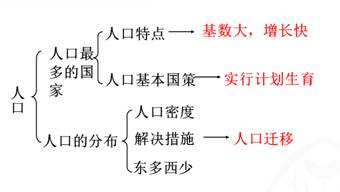 人口
人口最
多的国
家
人口特点
基数大，增长快
人口基本国策
实行计划生育
人口的分布
人口密度
解决措施
人口迁移
东多西少